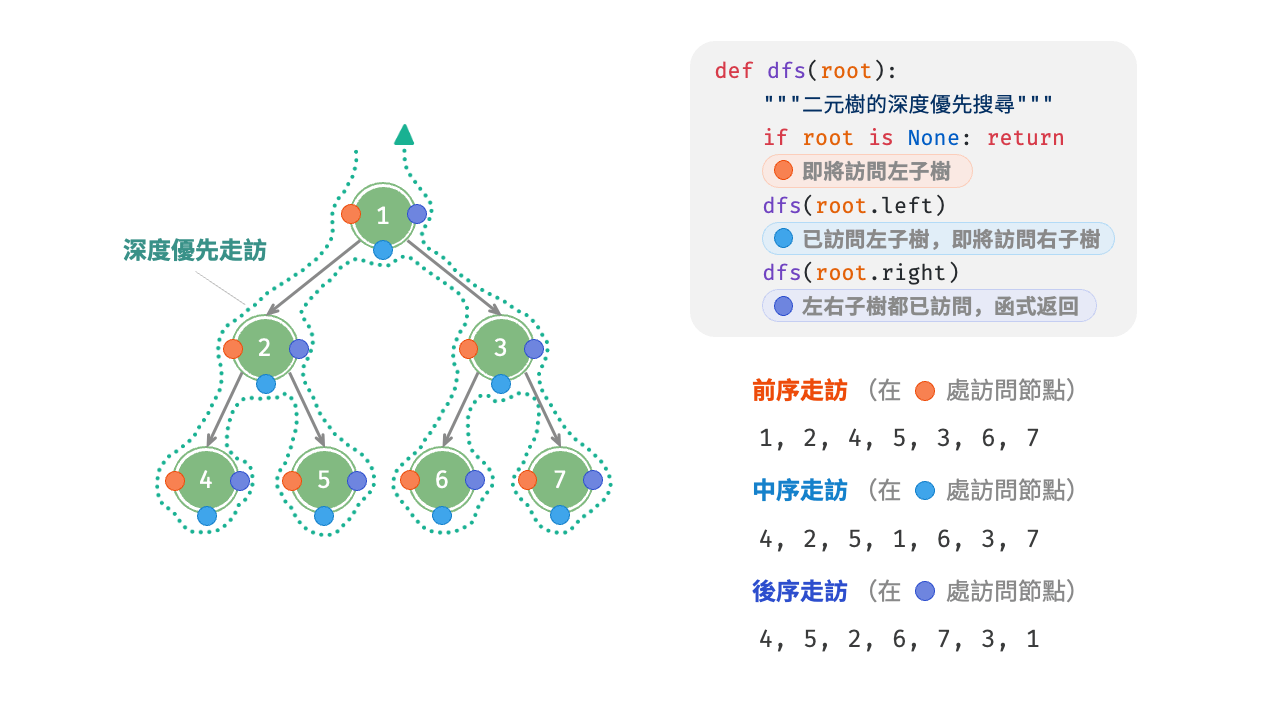 def dfs(root):
"""二元樹的深度優先搜尋"""
if root is None: return
即將訪問左子樹
dfs(root.left)
已訪問左子樹，即將訪問右子樹
dfs(root.right)
左右子樹都已訪問，函式返回
深度優先走訪
1
2
3
4
5
6
7
前序走訪（在 處訪問節點）
1, 2, 4, 5, 3, 6, 7
中序走訪（在 處訪問節點）
4, 2, 5, 1, 6, 3, 7
後序走訪（在 處訪問節點）
4, 5, 2, 6, 7, 3, 1